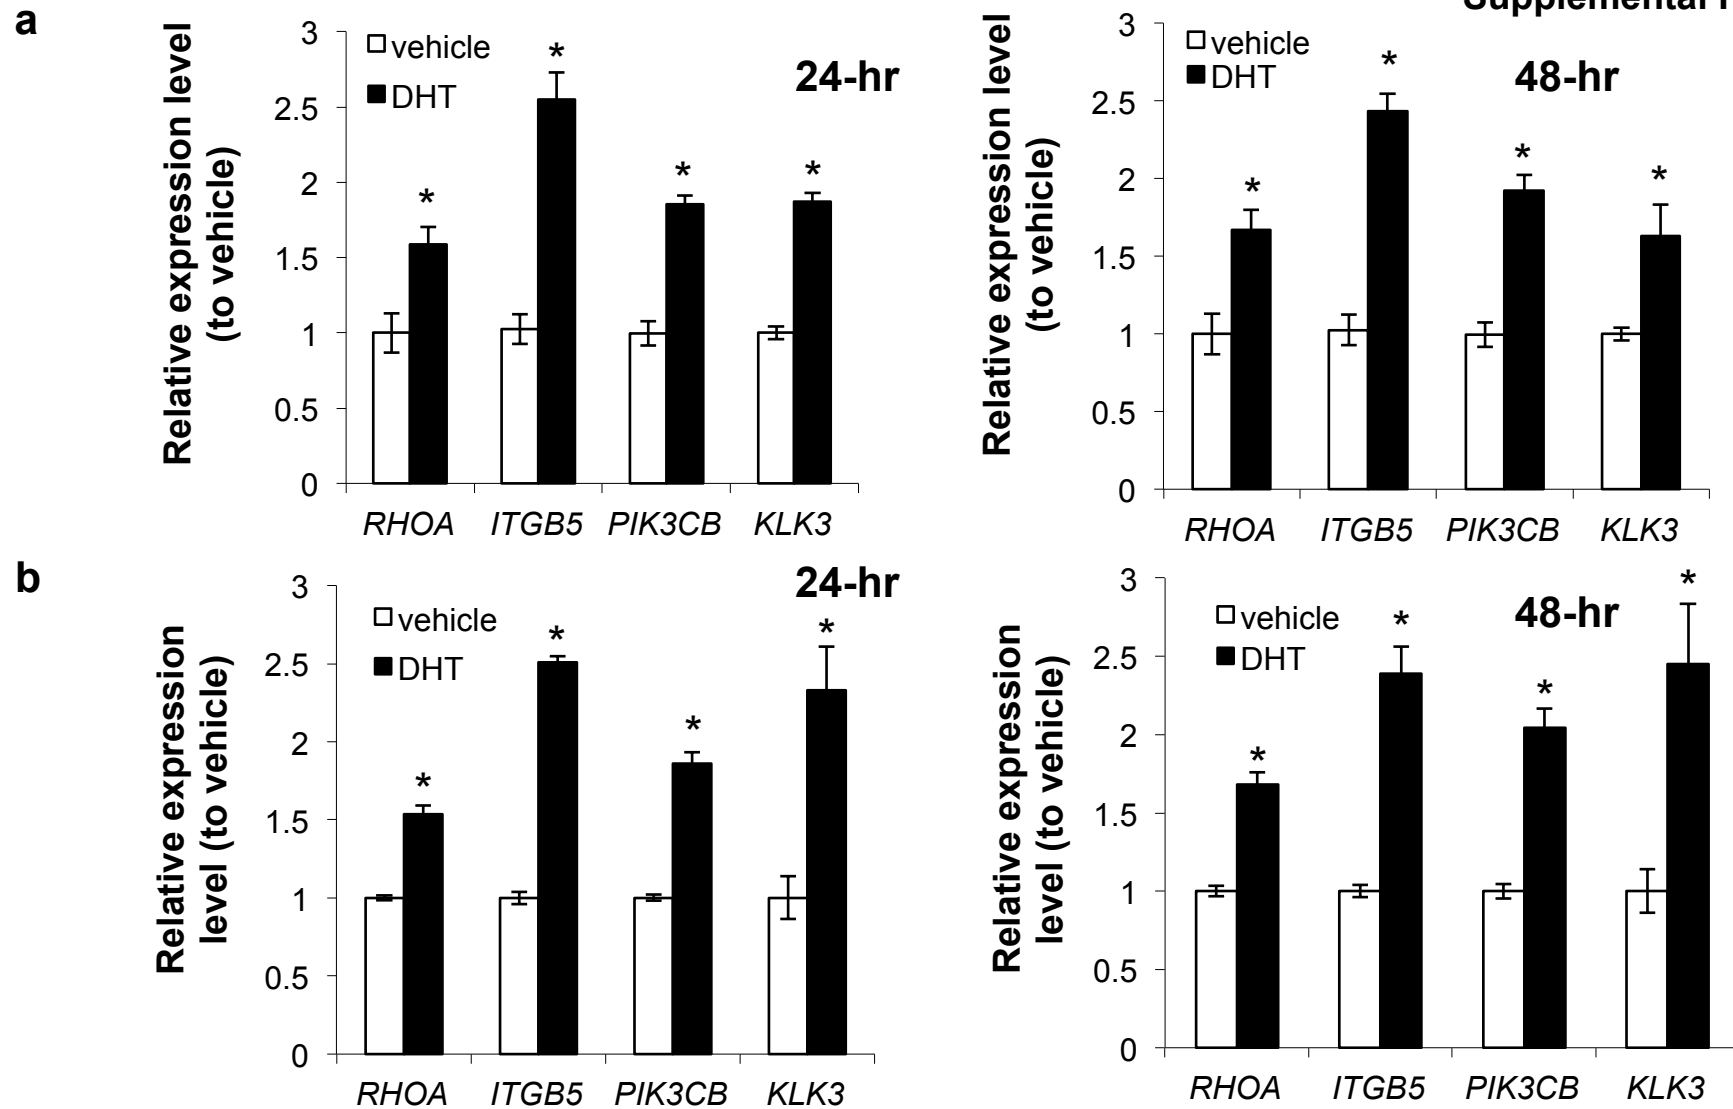 Supplemental
a
Relative expression level
(to vehicle)
3
2.5
2
1.5
1
0.5
0
vehicle
DHT
24-hr
*
*
*
*
RHOA ITGB5 PIK3CB KLK3
Relative expression level
(to vehicle)
3
2.5
2
1.5
1
0.5
0
vehicle
DHT
48-hr
*
*
*
*
RHOA ITGB5 PIK3CB KLK3
b
Relative expression
level (to vehicle)
3
2.5
2
1.5
1
0.5
0
vehicle
DHT
24-hr
*
*
*
*
RHOA ITGB5 PIK3CB KLK3
Relative expression
level (to vehicle)
3
2.5
2
1.5
1
0.5
0
vehicle
DHT
48-hr
*
*
*
*
RHOA ITGB5 PIK3CB KLK3